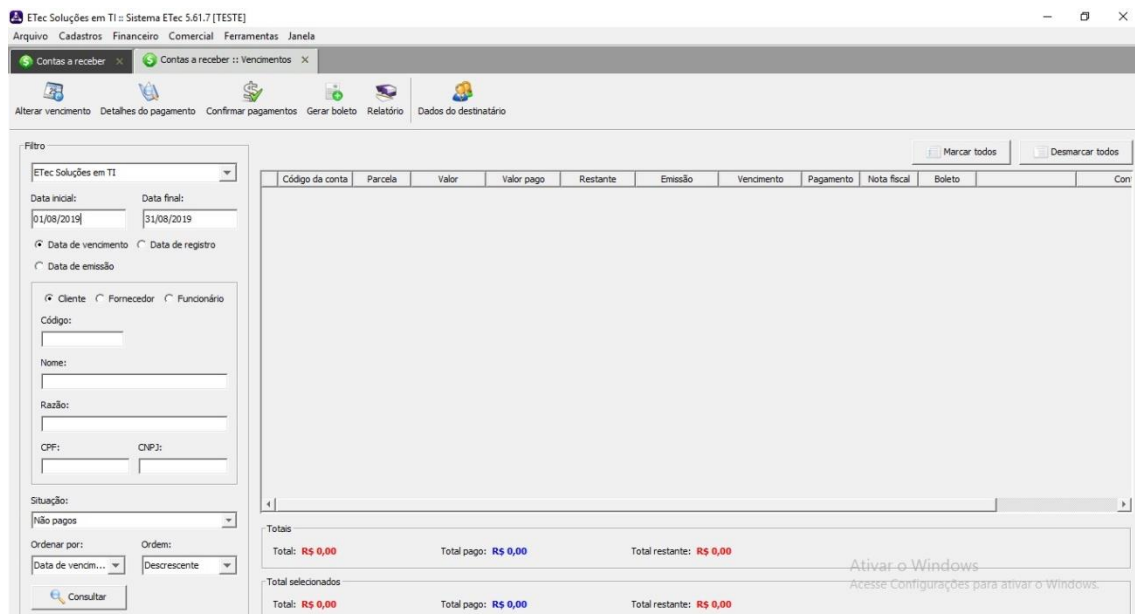 ETec Soluções em TI :: Sistema ETec 5.61.7 [TESTE]
Arquivo Cadastros Financeiro Comercial Ferramentas Janela
Contas a receber Contas a receber :: Vencimentos
Alterar vencimento Detalhes do pagamento Confirmar pagamentos Gerar boleto Relatório Dados do destinatário
Filtro
Marcar todos Desmarcar todos
ETec Soluções em TI
Código da conta Parcela Valor Valor pago Restante Emissão Vencimento Pagamento Nota fiscal Boleto Con
Data inicial: Data final:
01/08/2019 31/08/2019
Data de vencimento Data de registro
Data de emissão
Cliente Fornecedor Funcionário
Código:
Nome:
Razão:
CPF: CNPJ:
Situação:
Não pagos
Ordenar por: Ordem:
Data de vencim... Descrescente
Consultar
Totais
Total: R$ 0,00 Total pago: R$ 0,00 Total restante: R$ 0,00
Ativar o Windows
Acesse Configurações para ativar o Windows.
Total selecionados
Total: R$ 0,00 Total pago: R$ 0,00 Total restante: R$ 0,00